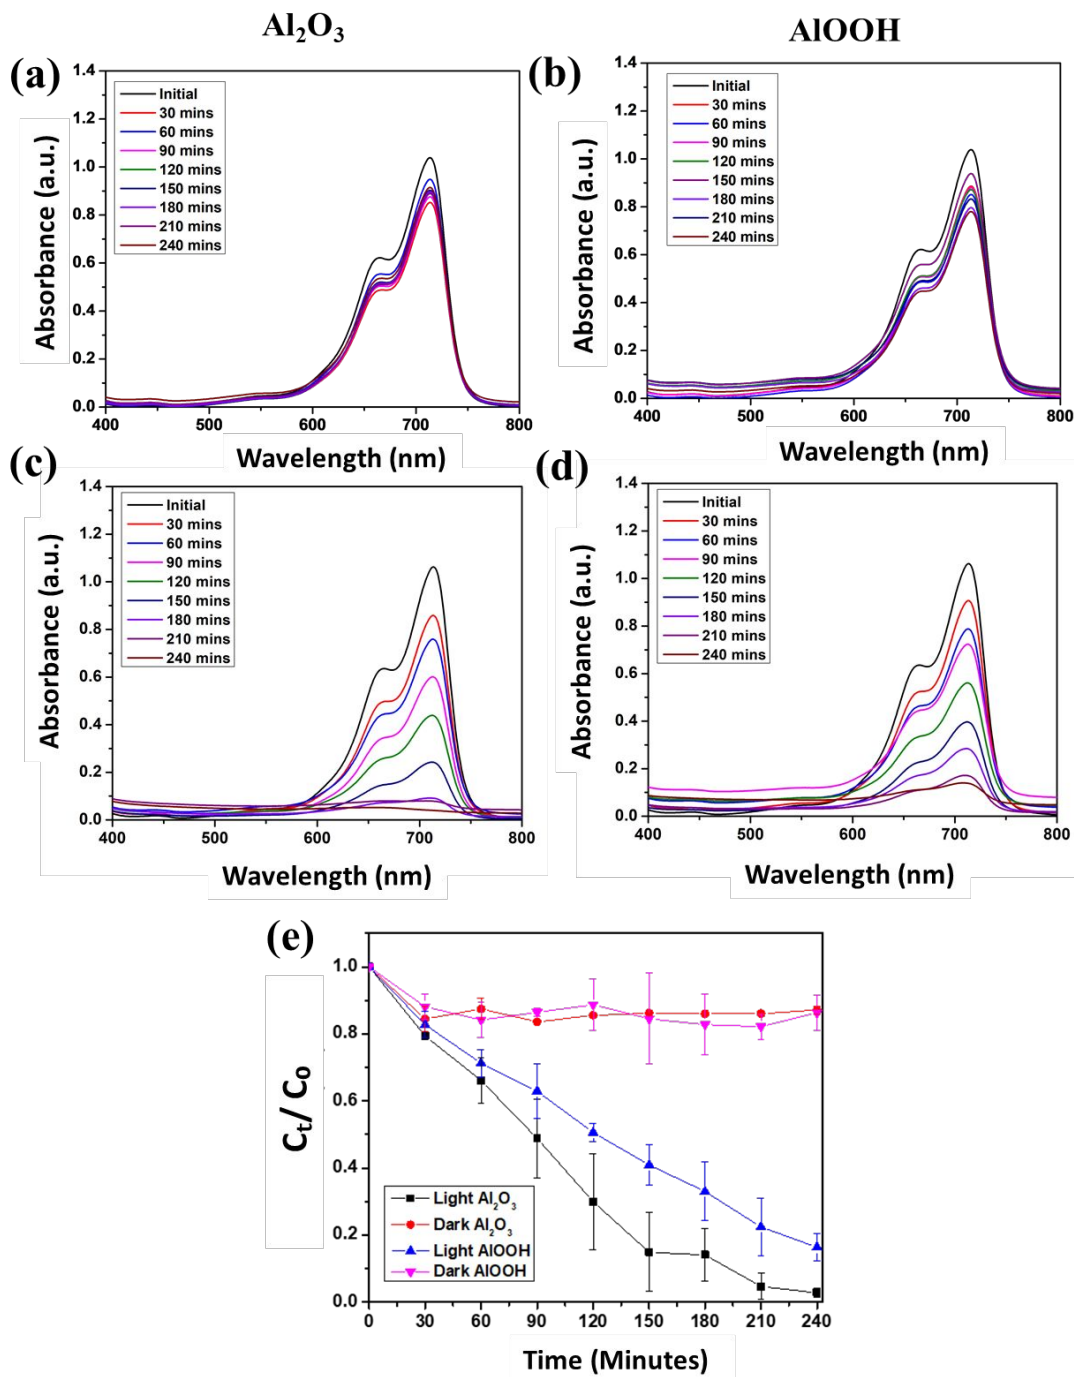 Al₂O₃
AlOOH
(a)
1.4
1.2
1.0
0.8
0.6
0.4
0.2
0.0
Absorbance (a.u.)
Initial
30 mins
60 mins
90 mins
120 mins
150 mins
180 mins
210 mins
240 mins
400 500 600 700 800
Wavelength (nm)
(b)
1.4
1.2
1.0
0.8
0.6
0.4
0.2
0.0
Absorbance (a.u.)
Initial
30 mins
60 mins
90 mins
120 mins
150 mins
180 mins
210 mins
240 mins
400 500 600 700 800
Wavelength (nm)
(c)
1.4
1.2
1.0
0.8
0.6
0.4
0.2
0.0
Absorbance (a.u.)
Initial
30 mins
60 mins
90 mins
120 mins
150 mins
180 mins
210 mins
240 mins
400 500 600 700 800
Wavelength (nm)
(d)
1.4
1.2
1.0
0.8
0.6
0.4
0.2
0.0
Absorbance (a.u.)
Initial
30 mins
60 mins
90 mins
120 mins
150 mins
180 mins
210 mins
240 mins
400 500 600 700 800
Wavelength (nm)
(e)
1.0
0.8
0.6
0.4
0.2
0.0
Cₜ/ C₀
Light Al₂O₃
Dark Al₂O₃
Light AlOOH
Dark AlOOH
0 30 60 90 120 150 180 210 240
Time (Minutes)